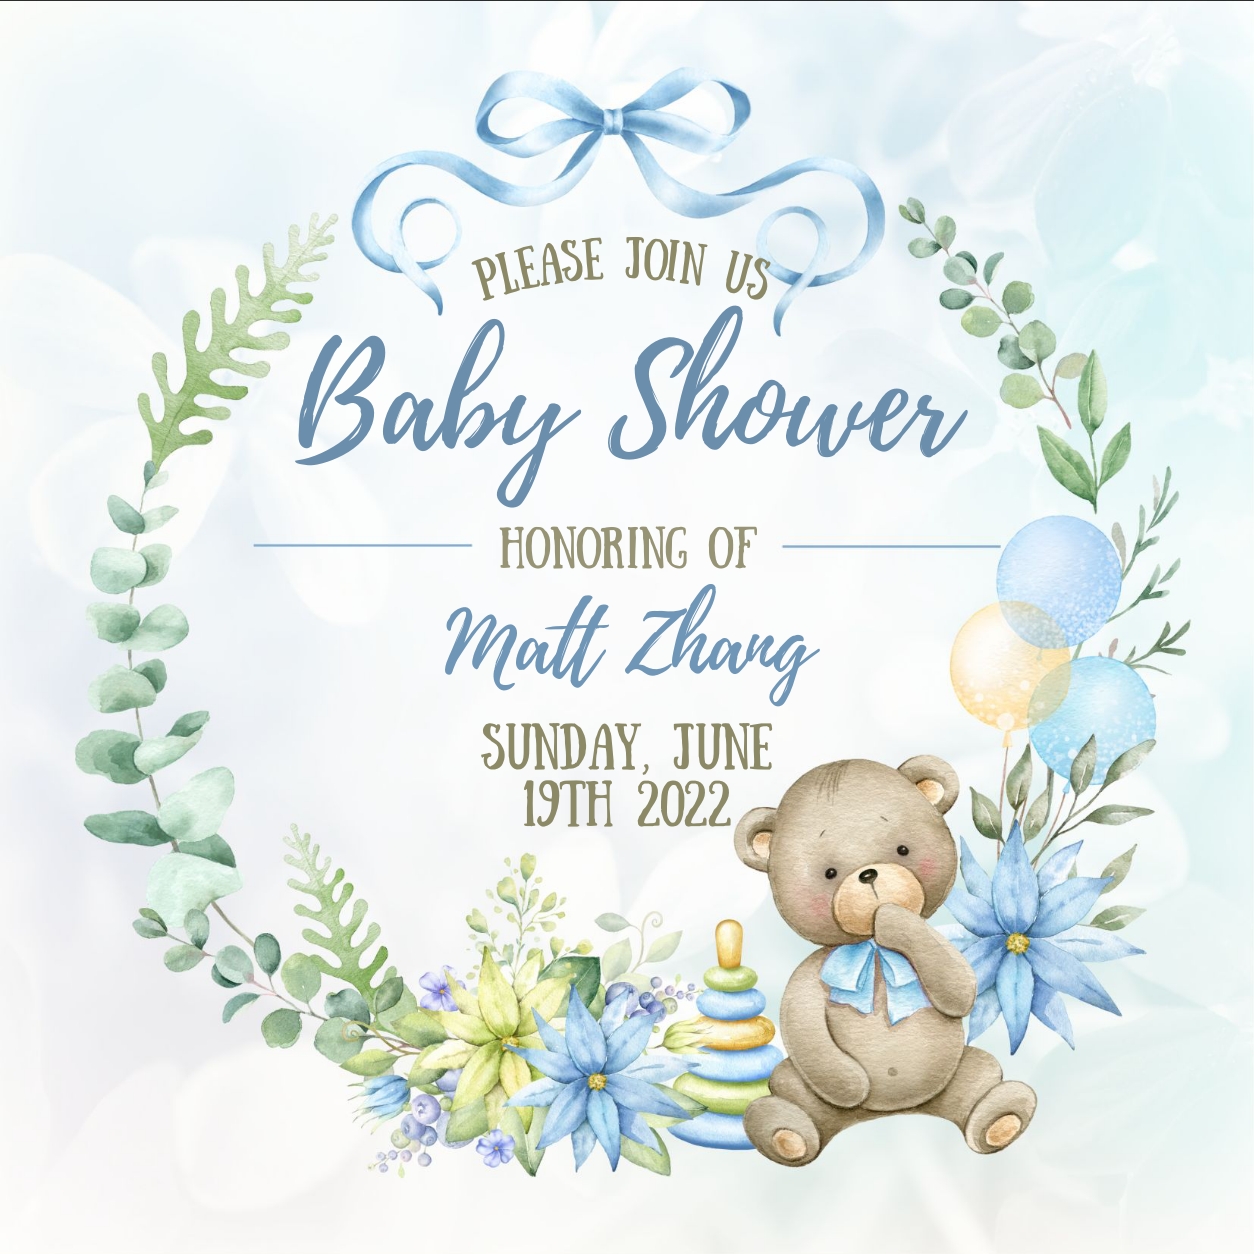 PLEASE JOIN US
Baby Shower
HONORING OF
Matt Zhang
SUNDAY, JUNE
19TH 2022